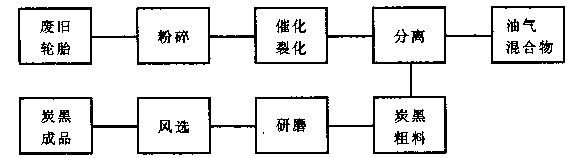 废旧
轮胎
粉碎
催化
裂化
分离
油气
混合物
炭黑
成品
风选
研磨
炭黑
粗料